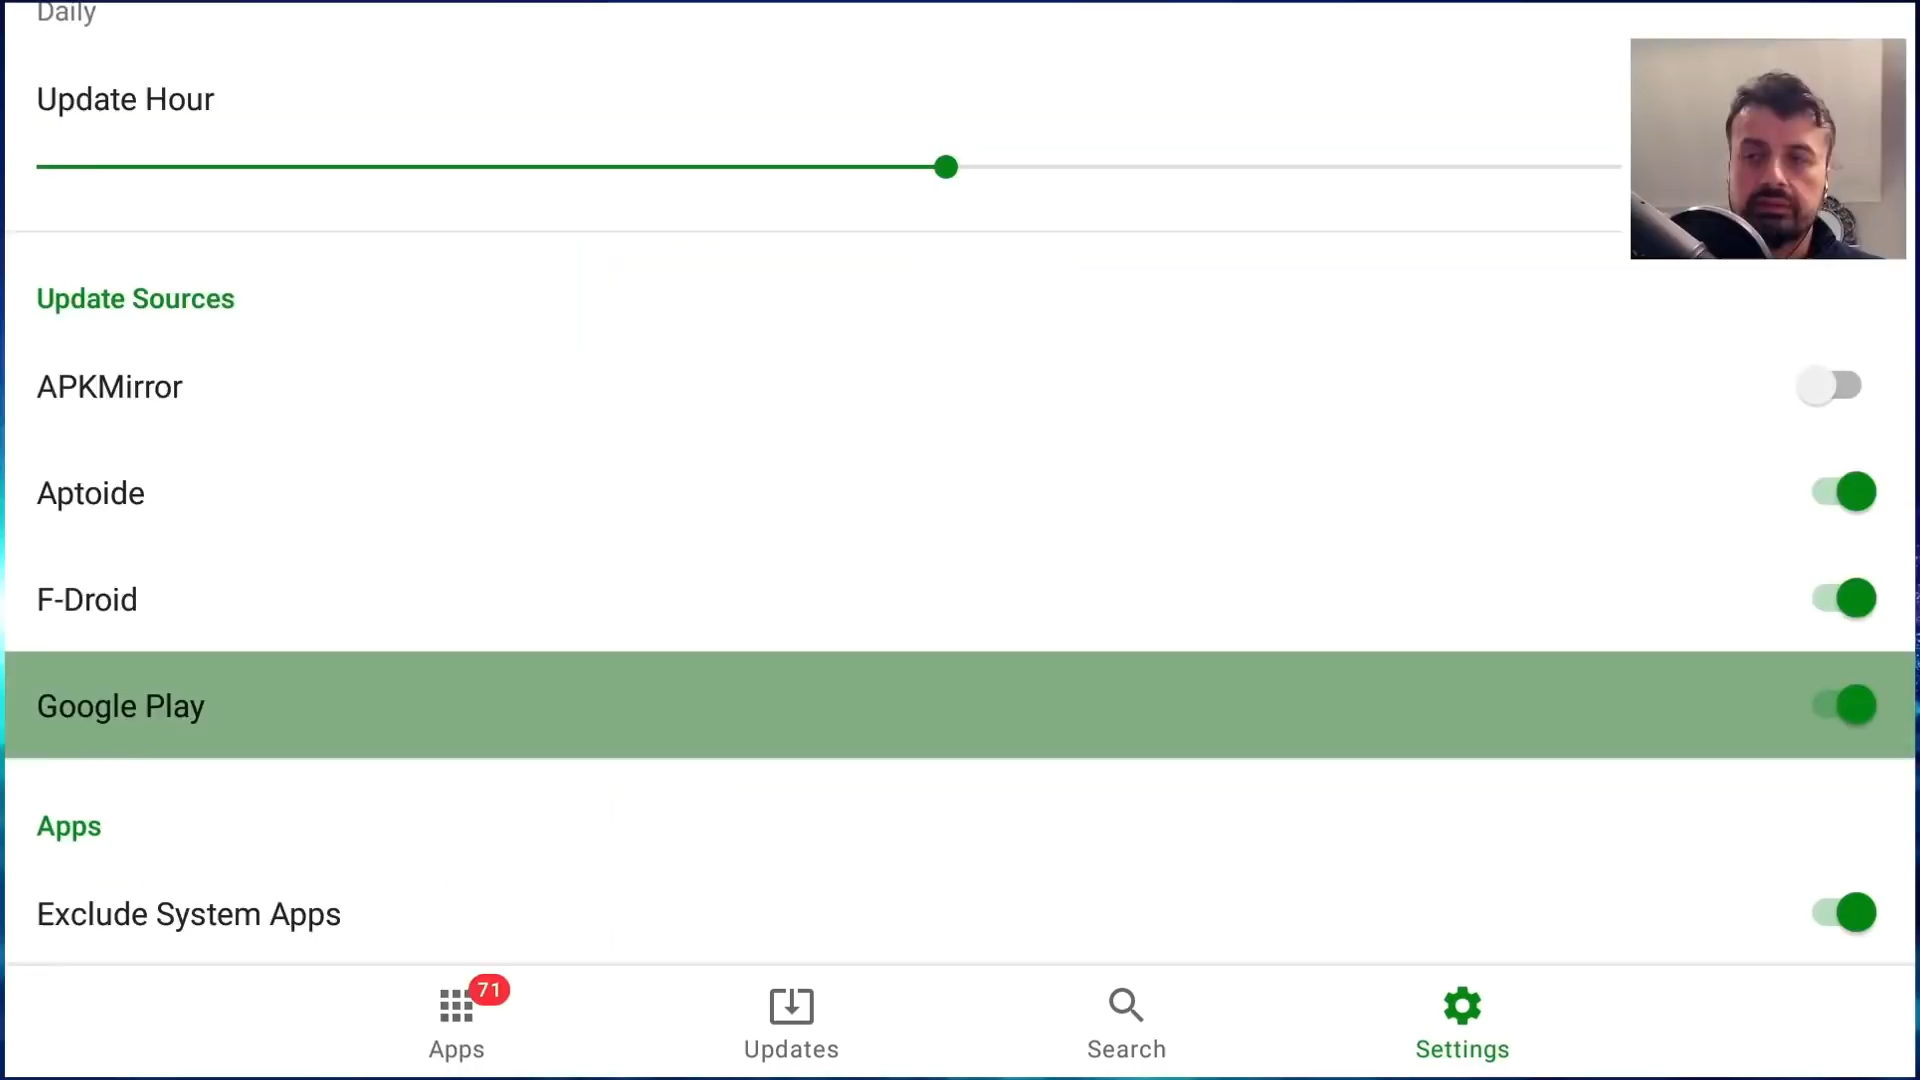 Daily
Update Hour
Update Sources
APKMirror
Aptoide
F-Droid
Google Play
Apps
Exclude System Apps
71
Apps
Updates
Search
Settings